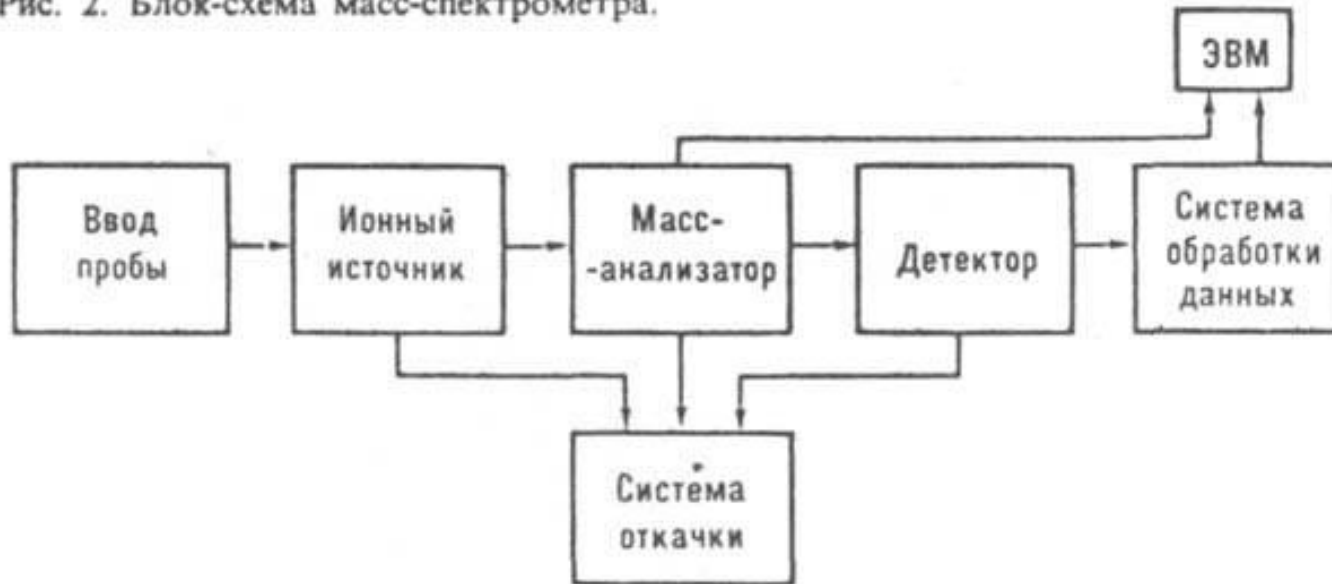 Рис. 2. Блок-схема масс-спектрометра.
ЭВМ
Ввод
пробы
Ионный
источник
Масс-
-анализатор
Детектор
Система
обработки
данных
Система
откачки